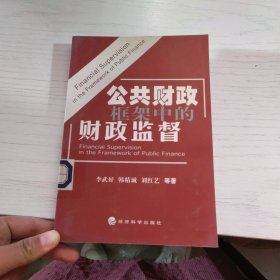 Financial Supervision
in the Framework of Public Finance
公共财政
框架中的
财政监督
Financial Supervision
in the Framework of Public Finance
李武好 韩精诚 刘红艺 等著
经济科学出版社